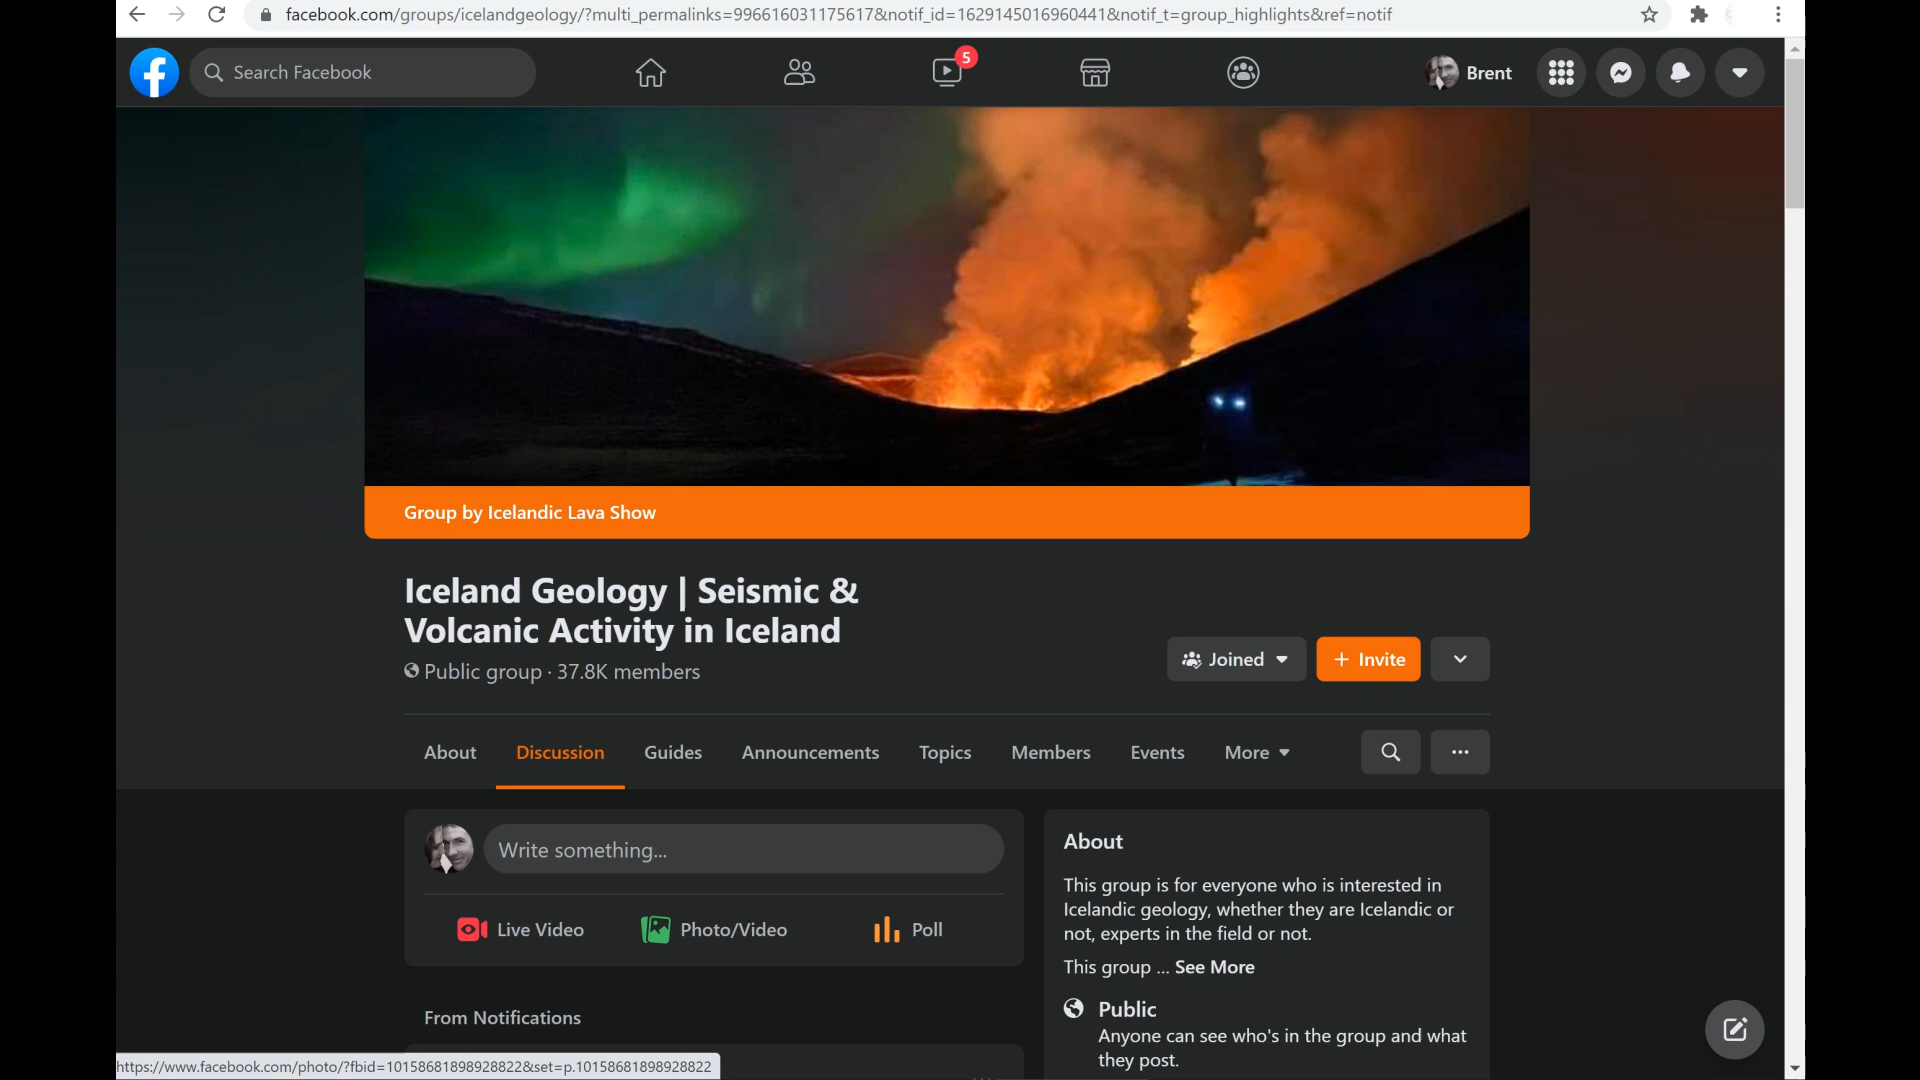 facebook.com/groups/icelandgeology/?multi_permalinks=996616031175617&notif_id=1629145016960441&notif_t=group_highlights&ref=notif
Search Facebook
5
Brent
Group by Icelandic Lava Show
Iceland Geology | Seismic &
Volcanic Activity in Iceland
Public group · 37.8K members
Joined
+ Invite
About
Discussion
Guides
Announcements
Topics
Members
Events
More
Write something...
Live Video
Photo/Video
Poll
From Notifications
About
This group is for everyone who is interested in
Icelandic geology, whether they are Icelandic or
not, experts in the field or not.
This group ... See More
Public
Anyone can see who's in the group and what
they post.
https://www.facebook.com/photo/?fbid=10158681898928822&set=p.10158681898928822